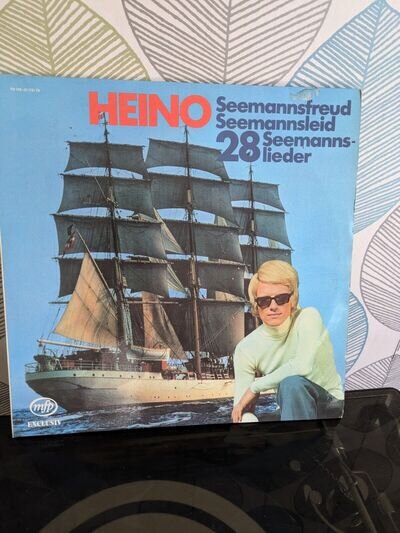 HEINO
Seemannsfreud
Seemannsleid
28 Seemanns-
lieder
mfp
EXCLUSIV